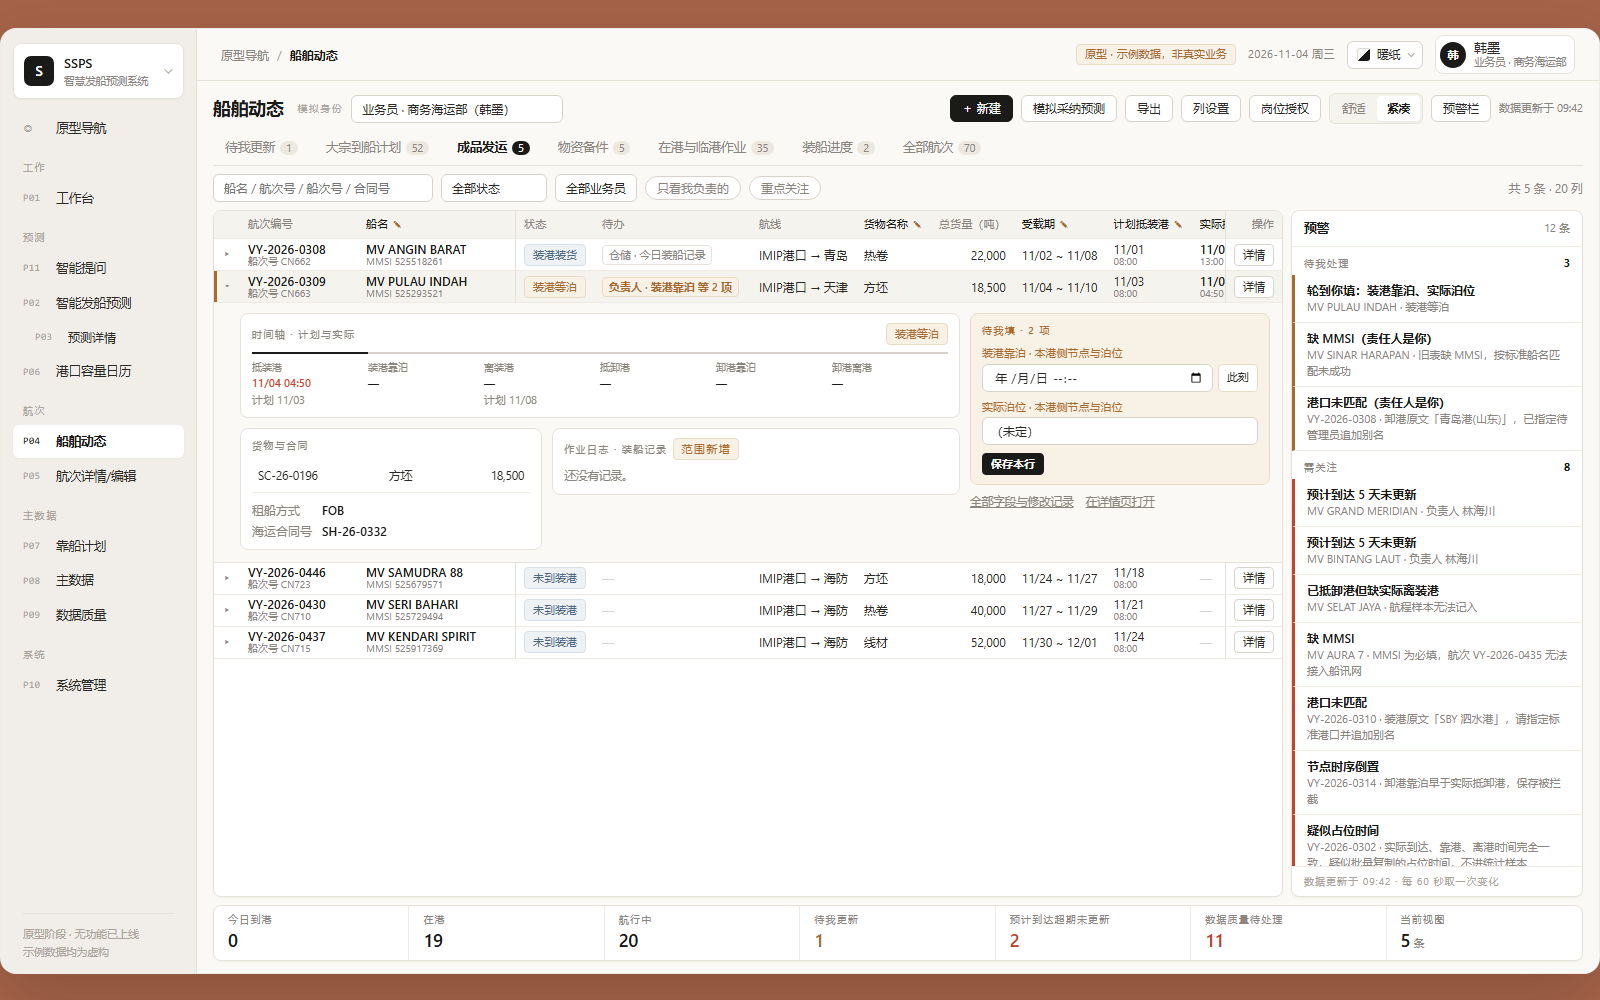 S
SSPS
智慧发船预测系统
原型导航
工作
P01 工作台
预测
P11 智能提问
P02 智能发船预测
P03 预测详情
P06 港口容量日历
航次
P04 船舶动态
P05 航次详情/编辑
主数据
P07 靠船计划
P08 主数据
P09 数据质量
系统
P10 系统管理
原型阶段 · 无功能已上线
示例数据均为虚构
原型导航 / 船舶动态
原型 · 示例数据，非真实业务
2026-11-04 周三
暖纸
韩
韩墨
业务员 · 商务海运部
船舶动态 模拟身份 业务员 · 商务海运部（韩墨）
+ 新建 模拟采纳预测 导出 列设置 岗位授权 舒适 紧凑 预警栏 数据更新于 09:42
待我更新 1 大宗到船计划 52 成品发运 5 物资备件 5 在港与临港作业 35 装船进度 2 全部航次 70
船名 / 航次号 / 船次号 / 合同号 全部状态 全部业务员 只看我负责的 重点关注 共 5 条 · 20 列
航次编号 船名 状态 待办 航线 货物名称 总货量（吨） 受载期 计划抵装港 实际 操作
VY-2026-0308 MV ANGIN BARAT 装港装货 仓储 · 今日装船记录 IMIP港口 → 青岛 热卷 22,000 11/02 ~ 11/08 11/01 11/0 详情
船次号 CN662 MMSI 525518261 08:00 13:00
VY-2026-0309 MV PULAU INDAH 装港等泊 负责人 · 装港靠泊 等 2 项 IMIP港口 → 天津 方坯 18,500 11/04 ~ 11/10 11/03 11/0 详情
船次号 CN663 MMSI 525293521 08:00 04:50
时间轴 · 计划与实际 装港等泊
抵装港 装港靠泊 离装港 抵卸港 卸港靠泊 卸港离港
11/04 04:50 — — — — —
计划 11/03 计划 11/08
货物与合同
SC-26-0196 方坯 18,500
租船方式 FOB
海运合同号 SH-26-0332
作业日志 · 装船记录 范围新增
还没有记录。
待我填 · 2 项
装港靠泊 · 本港侧节点与泊位
年 /月/日 --:-- 此刻
实际泊位 · 本港侧节点与泊位
（未定）
保存本行
全部字段与修改记录 在详情页打开
VY-2026-0446 MV SAMUDRA 88 未到装港 — IMIP港口 → 海防 方坯 18,000 11/24 ~ 11/27 11/18 — 详情
船次号 CN723 MMSI 525679571 08:00
VY-2026-0430 MV SERI BAHARI 未到装港 — IMIP港口 → 海防 热卷 40,000 11/27 ~ 11/29 11/21 — 详情
船次号 CN710 MMSI 525729494 08:00
VY-2026-0437 MV KENDARI SPIRIT 未到装港 — IMIP港口 → 海防 线材 52,000 11/30 ~ 12/01 11/24 — 详情
船次号 CN715 MMSI 525917369 08:00
预警 12 条
待我处理 3
轮到你填：装港靠泊、实际泊位
MV PULAU INDAH · 装港等泊
缺 MMSI（责任人是你）
MV SINAR HARAPAN · 旧表缺 MMSI，按标准船名匹
配未成功
港口未匹配（责任人是你）
VY-2026-0308 · 卸港原文「青岛港(山东)」，已指定待
管理员追加别名
需关注 8
预计到达 5 天未更新
MV GRAND MERIDIAN · 负责人 林海川
预计到达 5 天未更新
MV BINTANG LAUT · 负责人 林海川
已抵卸港但缺实际离装港
MV SELAT JAYA · 航程样本无法记入
缺 MMSI
MV AURA 7 · MMSI 为必填，航次 VY-2026-0435 无法
接入船讯网
港口未匹配
VY-2026-0310 · 装港原文「SBY 泗水港」，请指定标
准港口并追加别名
节点时序倒置
VY-2026-0314 · 卸港靠泊早于实际抵卸港，保存被拦
截
疑似占位时间
VY-2026-0302 · 实际到达、靠港、离港时间完全一
致，疑似批量复制的占位时间，不进统计样本
数据更新于 09:42 · 每 60 秒取一次变化
今日到港 在港 航行中 待我更新 预计到达超期未更新 数据质量待处理 当前视图
0 19 20 1 2 11 5 条